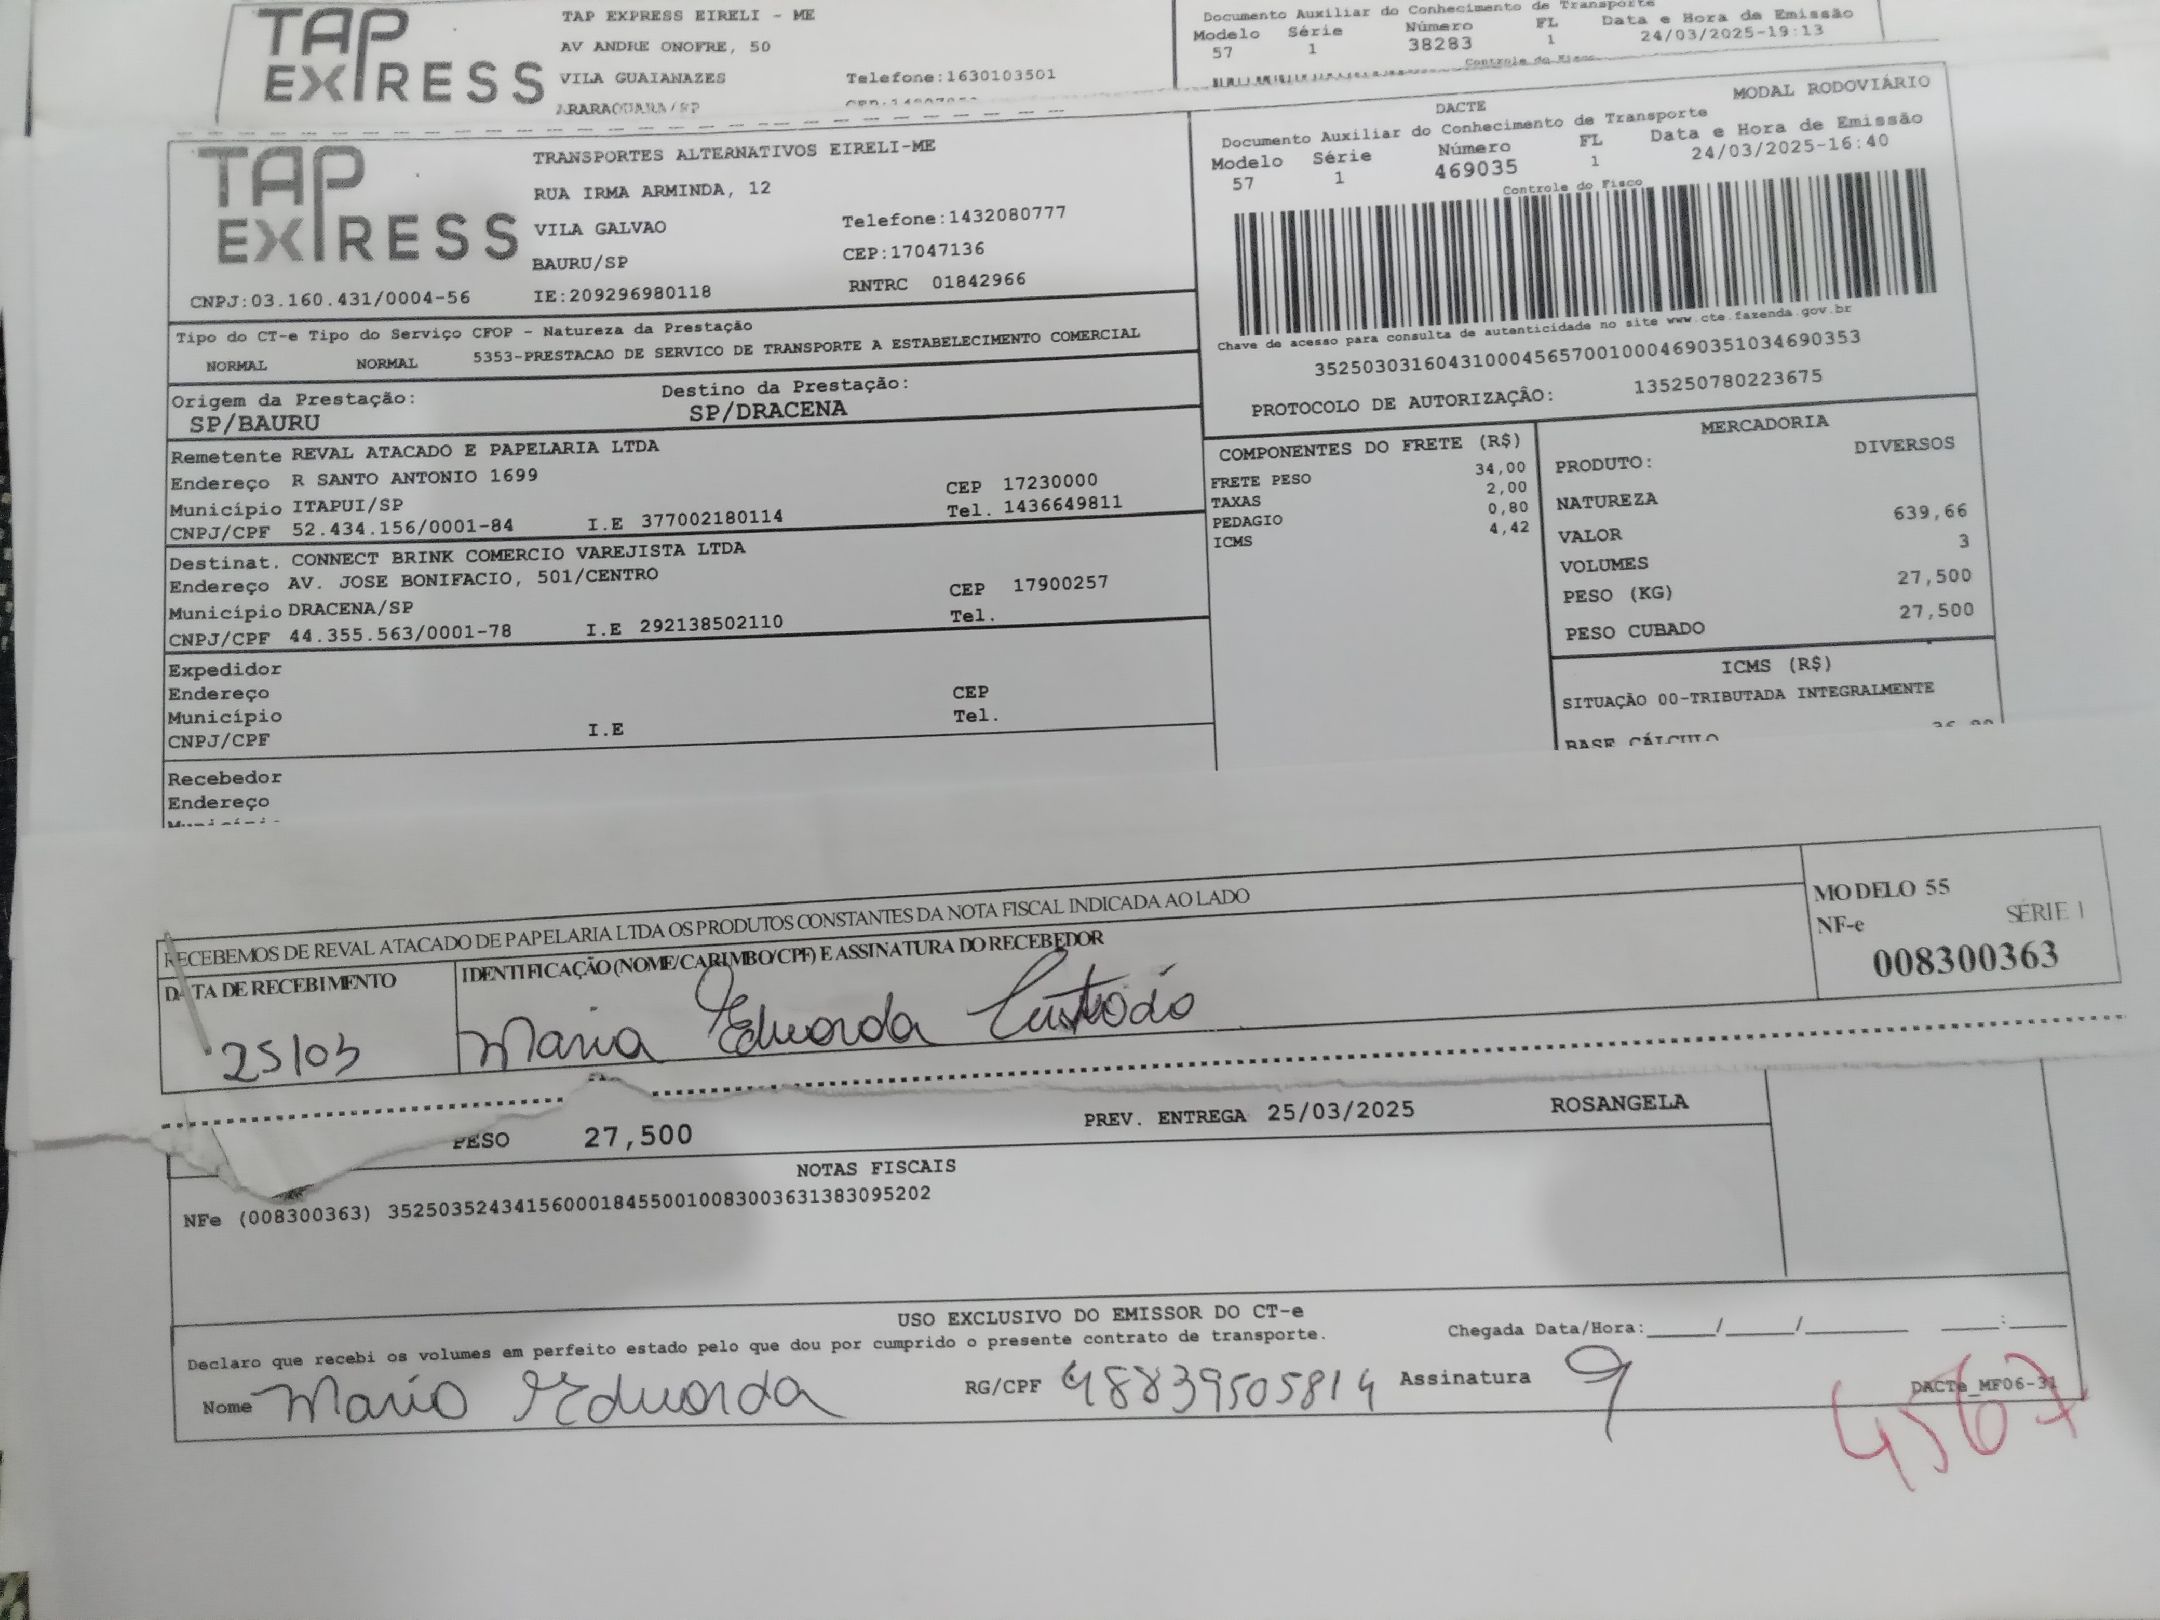 TAP EXPRESS
TAP EXPRESS EIRELI - ME
AV ANDRE ONOFRE, 50
VILA GUAIANAZES Telefone:1630103501
ARARAQUARA/SP
Documento Auxiliar do Conhecimento de Transporte
Modelo Série Número FL Data e Hora de Emissão
57 1 38283 1 24/03/2025-19:13
Controle do Fisco
TAP EXPRESS
TRANSPORTES ALTERNATIVOS EIRELI-ME
RUA IRMA ARMINDA, 12
VILA GALVAO Telefone:1432080777
BAURU/SP CEP:17047136
CNPJ:03.160.431/0004-56 IE:209296980118 RNTRC 01842966
DACTE MODAL RODOVIÁRIO
Documento Auxiliar do Conhecimento de Transporte
Modelo Série Número FL Data e Hora de Emissão
57 1 469035 1 24/03/2025-16:40
Controle do Fisco
Chave de acesso para consulta de autenticidade no site www.cte.fazenda.gov.br
35250303160431000456570010004690351034690353
PROTOCOLO DE AUTORIZAÇÃO: 135250780223675
Tipo do CT-e Tipo do Serviço CFOP - Natureza da Prestação
NORMAL NORMAL 5353-PRESTACAO DE SERVICO DE TRANSPORTE A ESTABELECIMENTO COMERCIAL
Origem da Prestação: Destino da Prestação:
SP/BAURU SP/DRACENA
Remetente REVAL ATACADO E PAPELARIA LTDA
Endereço R SANTO ANTONIO 1699 CEP 17230000
Município ITAPUI/SP Tel. 1436649811
CNPJ/CPF 52.434.156/0001-84 I.E 377002180114
Destinat. CONNECT BRINK COMERCIO VAREJISTA LTDA
Endereço AV. JOSE BONIFACIO, 501/CENTRO CEP 17900257
Município DRACENA/SP Tel.
CNPJ/CPF 44.355.563/0001-78 I.E 292138502110
Expedidor
Endereço CEP
Município Tel.
CNPJ/CPF I.E
Recebedor
Endereço
COMPONENTES DO FRETE (R$)
FRETE PESO 34,00
TAXAS 2,00
PEDAGIO 0,80
ICMS 4,42
MERCADORIA
PRODUTO: DIVERSOS
NATUREZA
VALOR 639,66
VOLUMES 3
PESO (KG) 27,500
PESO CUBADO 27,500
ICMS (R$)
SITUAÇÃO 00-TRIBUTADA INTEGRALMENTE
BASE CÁLCULO
RECEBEMOS DE REVAL ATACADO DE PAPELARIA LTDA OS PRODUTOS CONSTANTES DA NOTA FISCAL INDICADA AO LADO
DATA DE RECEBIMENTO IDENTIFICAÇÃO (NOME/CARIMBO/CPF) E ASSINATURA DO RECEBEDOR
25/03 Maria Eduarda Custodio
MODELO 55
NF-e SÉRIE 1
008300363
PESO 27,500 PREV. ENTREGA 25/03/2025 ROSANGELA
NOTAS FISCAIS
NFe (008300363) 35250352434156000184550010083003631383095202
USO EXCLUSIVO DO EMISSOR DO CT-e
Declaro que recebi os volumes em perfeito estado pelo que dou por cumprido o presente contrato de transporte. Chegada Data/Hora:_____/_____/_______ ____:____
Nome Maria Eduarda RG/CPF 48839505814 Assinatura
DACTe_MF06-31
4567